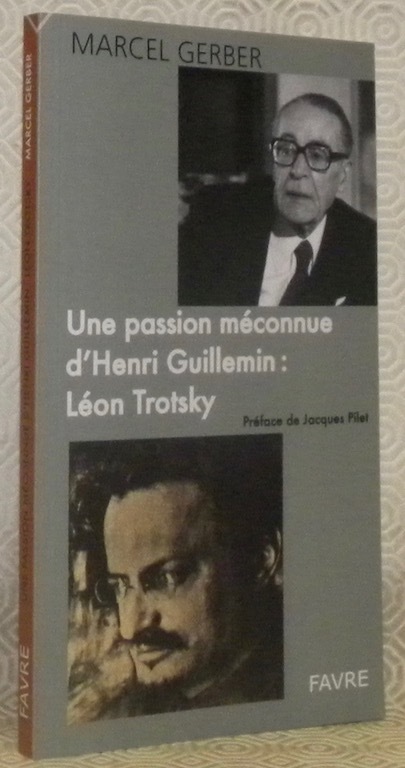 MARCEL GERBER
Une passion méconnue
d'Henri Guillemin :
Léon Trotsky
Préface de Jacques Pilet
FAVRE
FAVRE
MARCEL GERBER